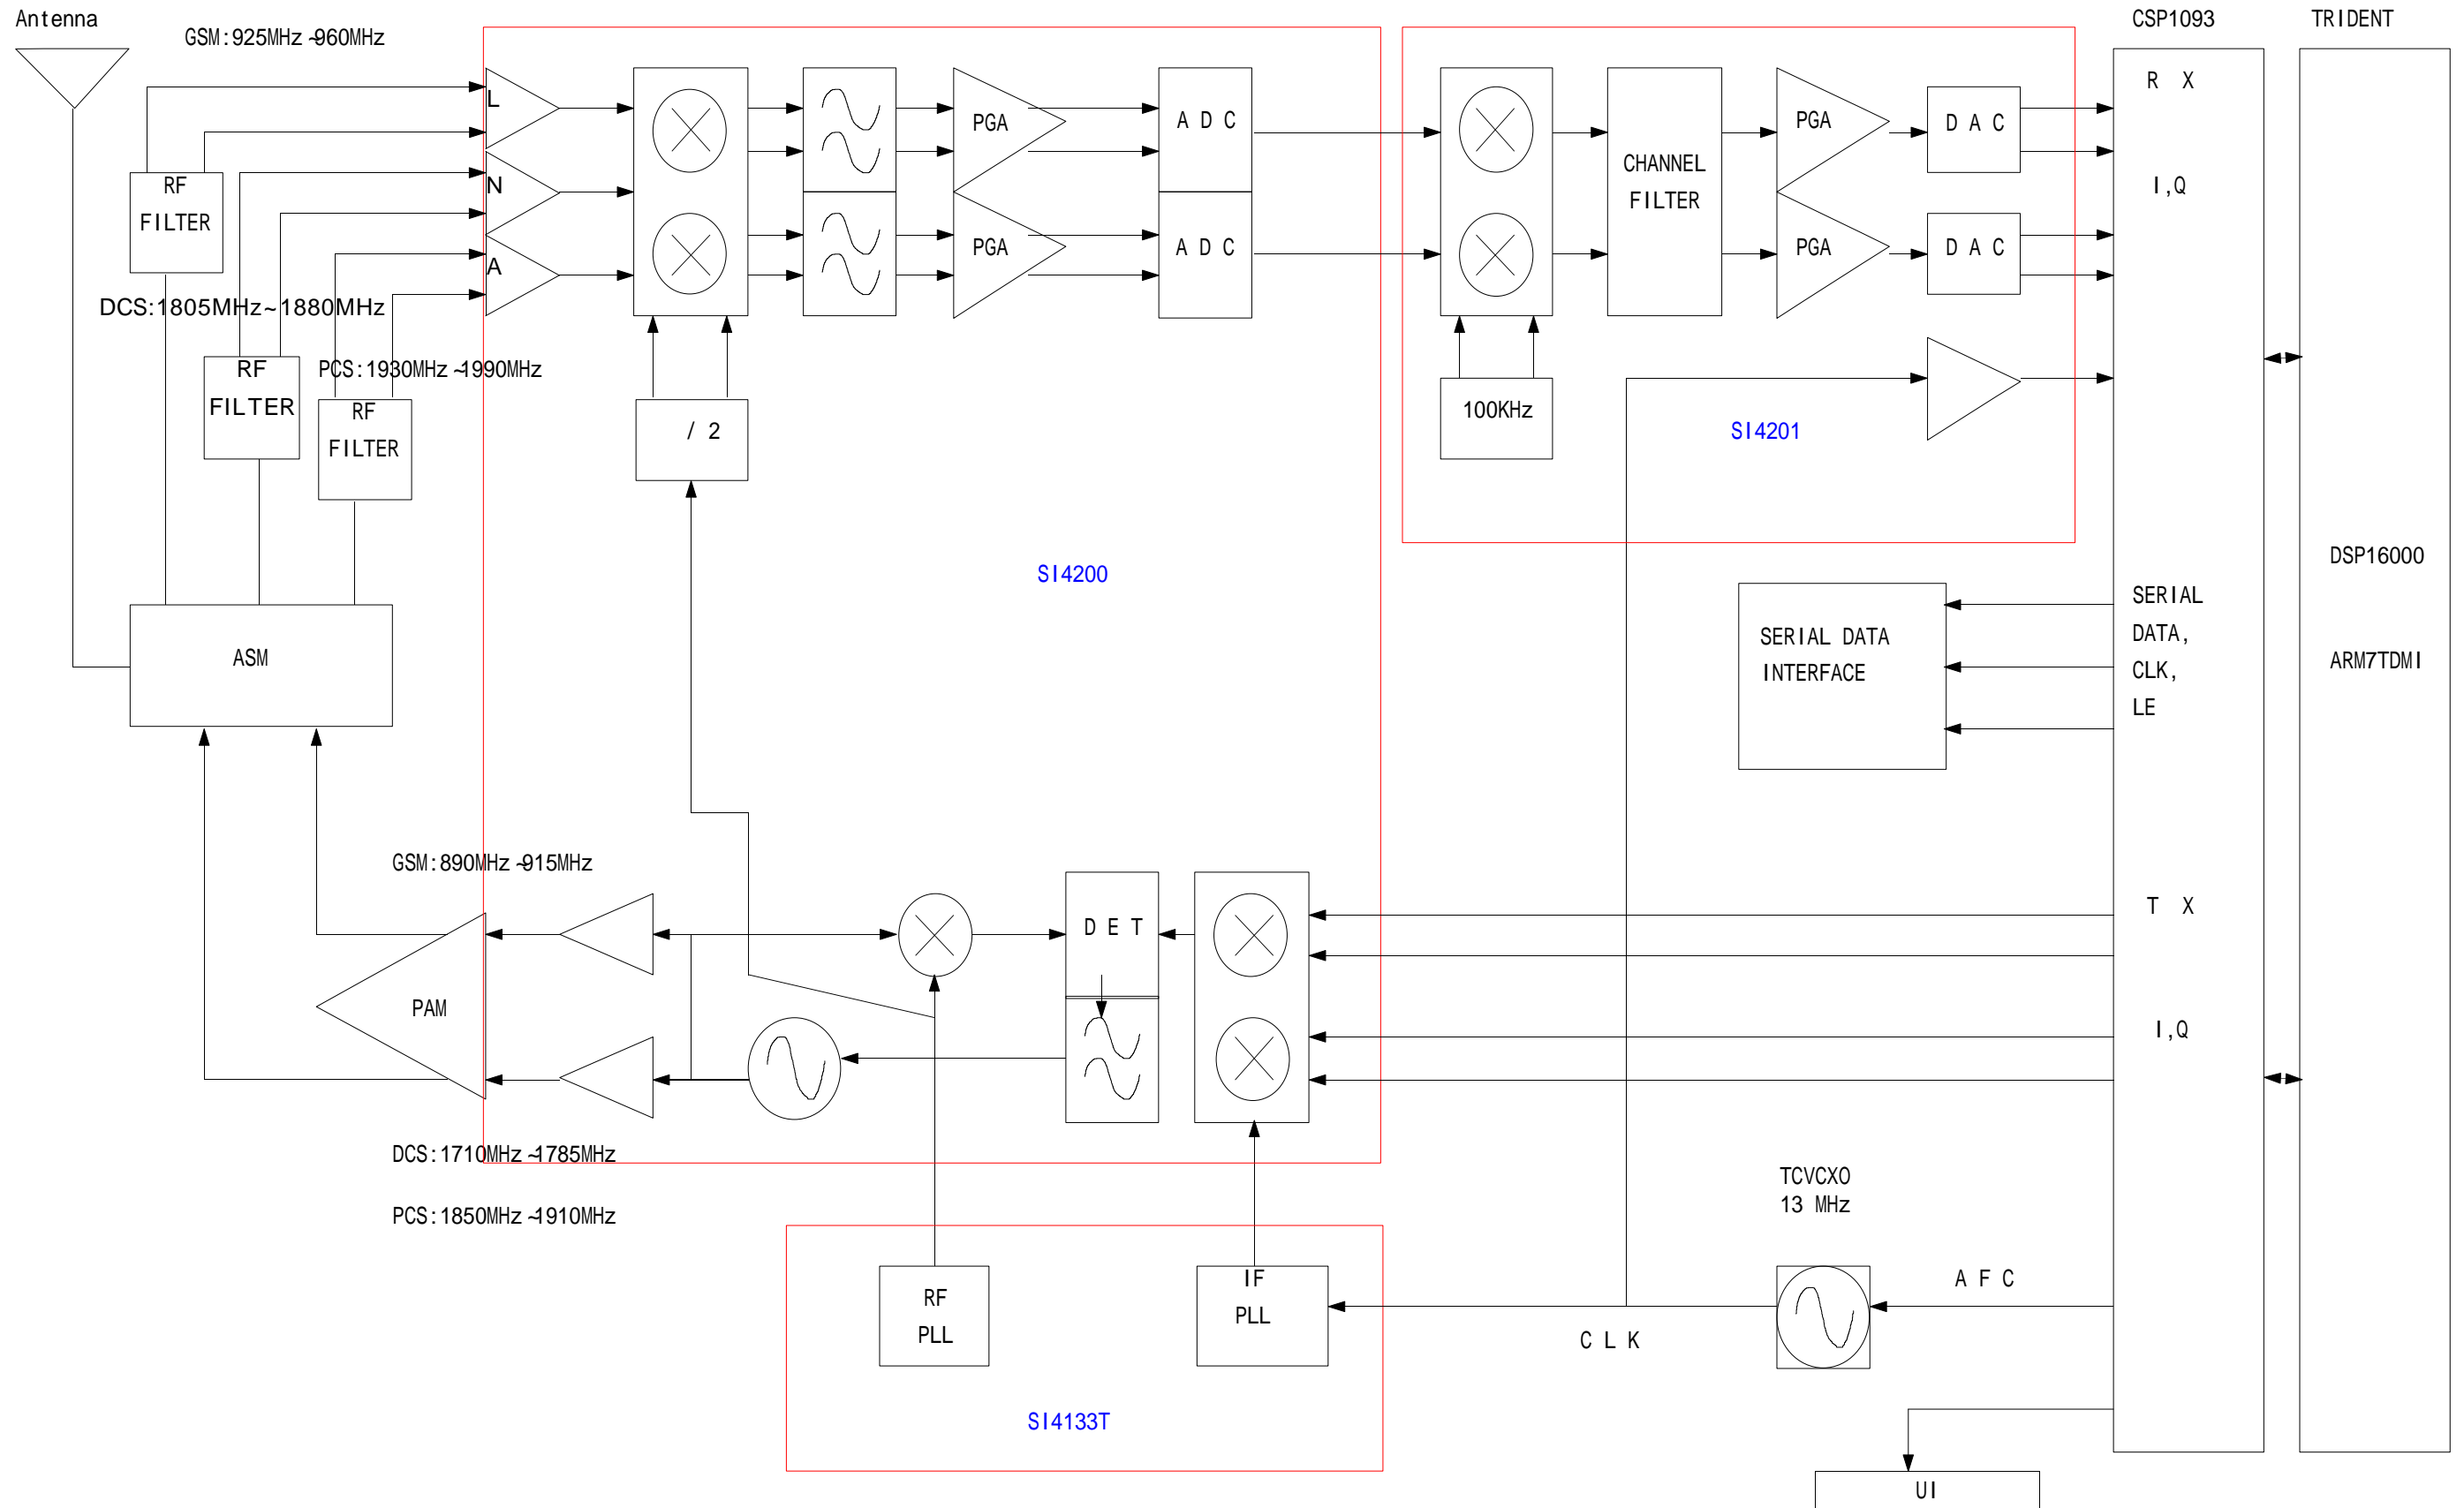 Antenna
CSP1093
TRIDENT
GSM:925MHz~960MHz
L
N
A
PGA
PGA
A D C
A D C
CHANNEL
FILTER
PGA
PGA
D A C
D A C
R X
I,Q
RF
FILTER
DCS:1805MHz~1880MHz
RF
FILTER
PCS:1930MHz~1990MHz
RF
FILTER
/ 2
100KHz
SI4201
SI4200
DSP16000
ARM7TDMI
ASM
SERIAL DATA
INTERFACE
SERIAL
DATA,
CLK,
LE
GSM:890MHz~915MHz
D E T
T X
PAM
I,Q
DCS:1710MHz~1785MHz
PCS:1850MHz~1910MHz
TCVCXO
13 MHz
RF
PLL
IF
PLL
A F C
C L K
SI4133T
UI